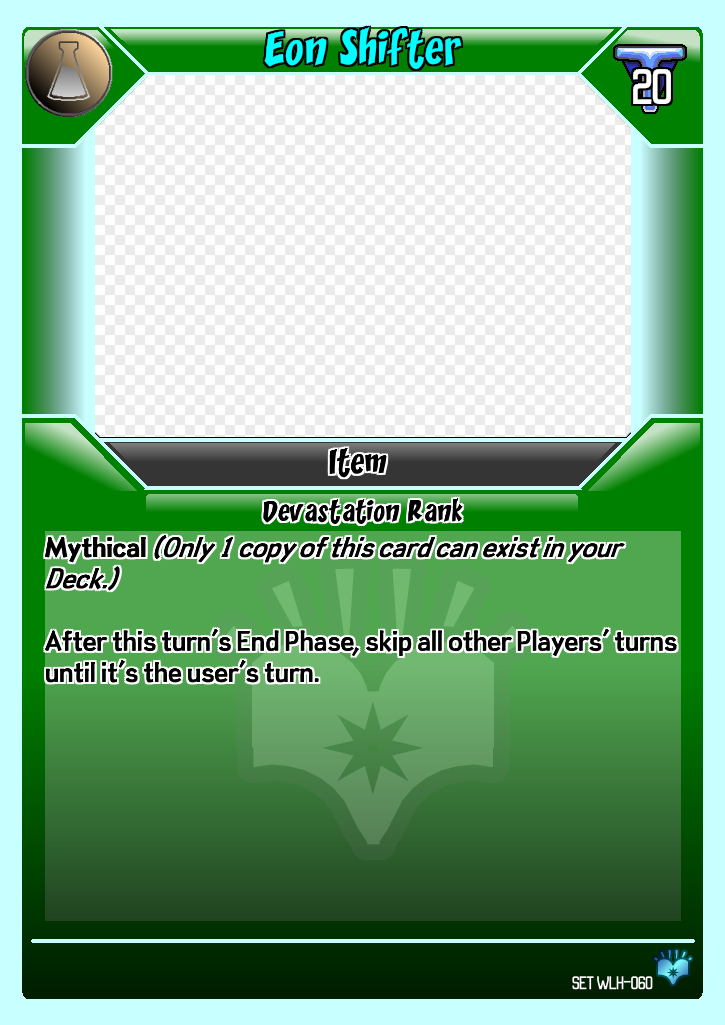 Eon Shifter
20
Item
Devastation Rank
Mythical (Only 1 copy of this card can exist in your
Deck.)
After this turn's End Phase, skip all other Players' turns
until it's the user's turn.
SET WLH-060